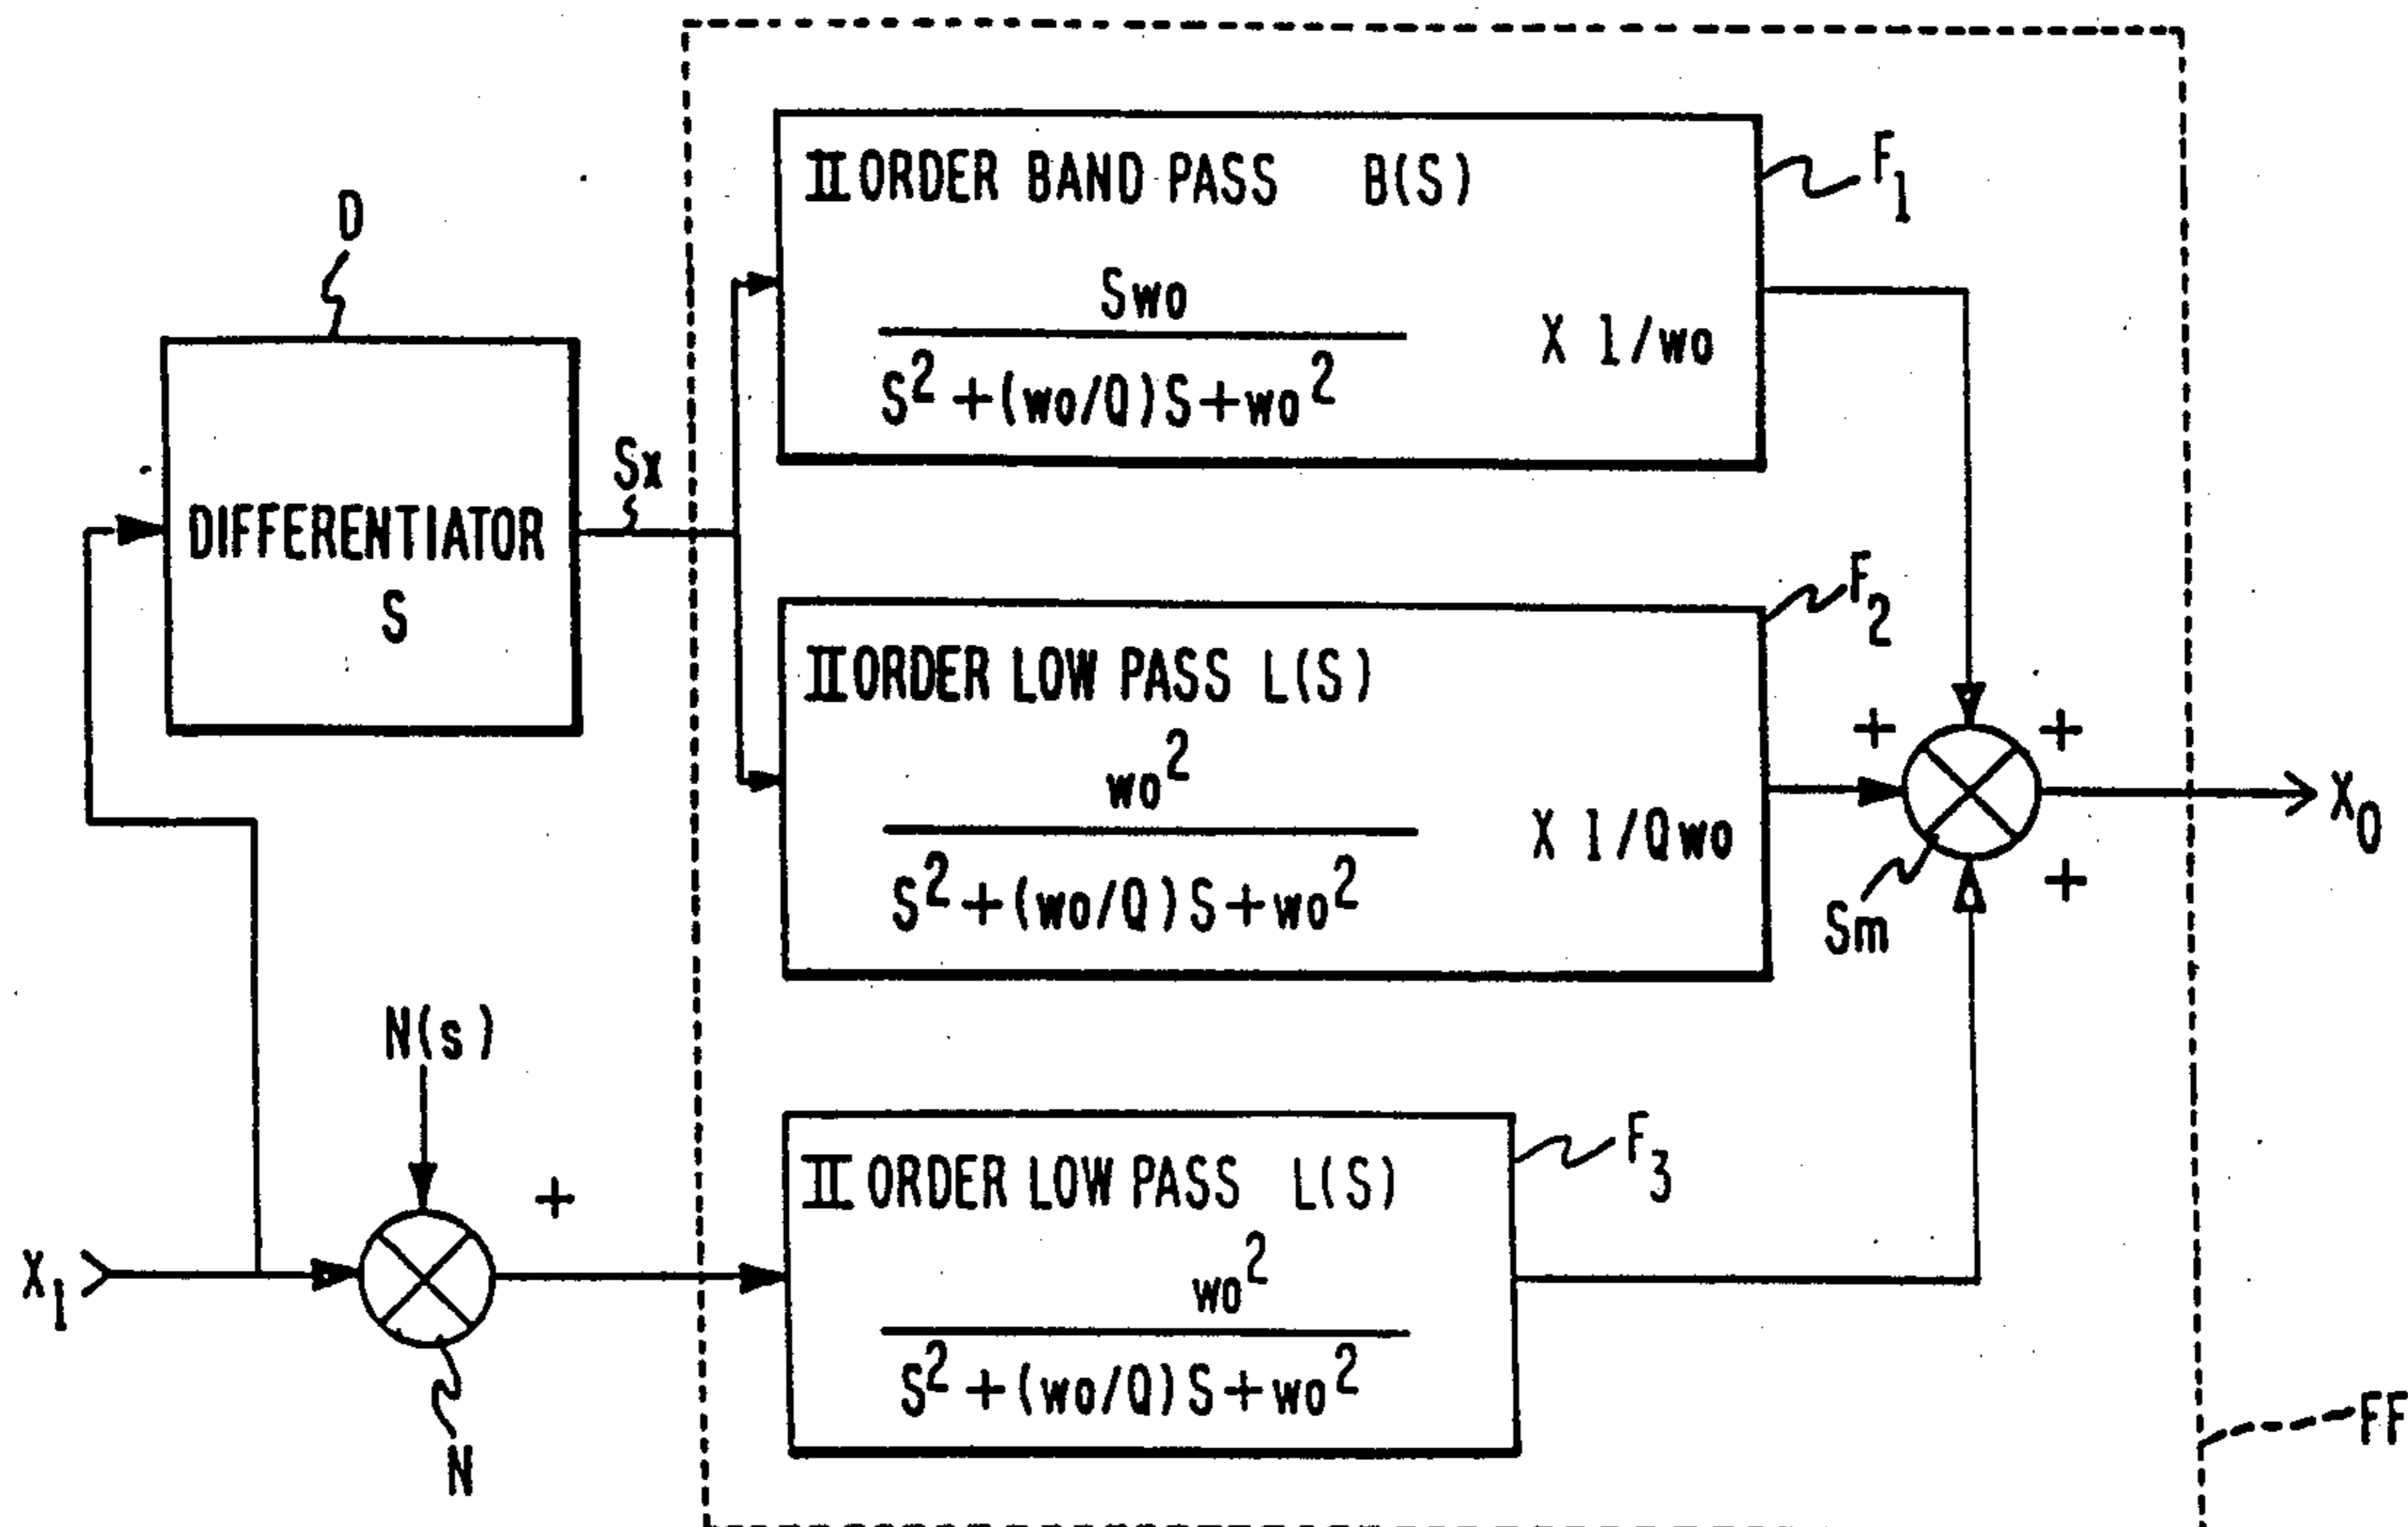 II ORDER BAND PASS B(S)
F1
Swo
X 1/wo
S²+(wo/Q)S+wo²
D
DIFFERENTIATOR
S
Sx
II ORDER LOW PASS L(S)
F2
wo²
X 1/Qwo
S²+(wo/Q)S+wo²
+ +
X0
+
Sm
N(s)
+
X1
N
II ORDER LOW PASS L(S)
F3
wo²
S²+(wo/Q)S+wo²
FF